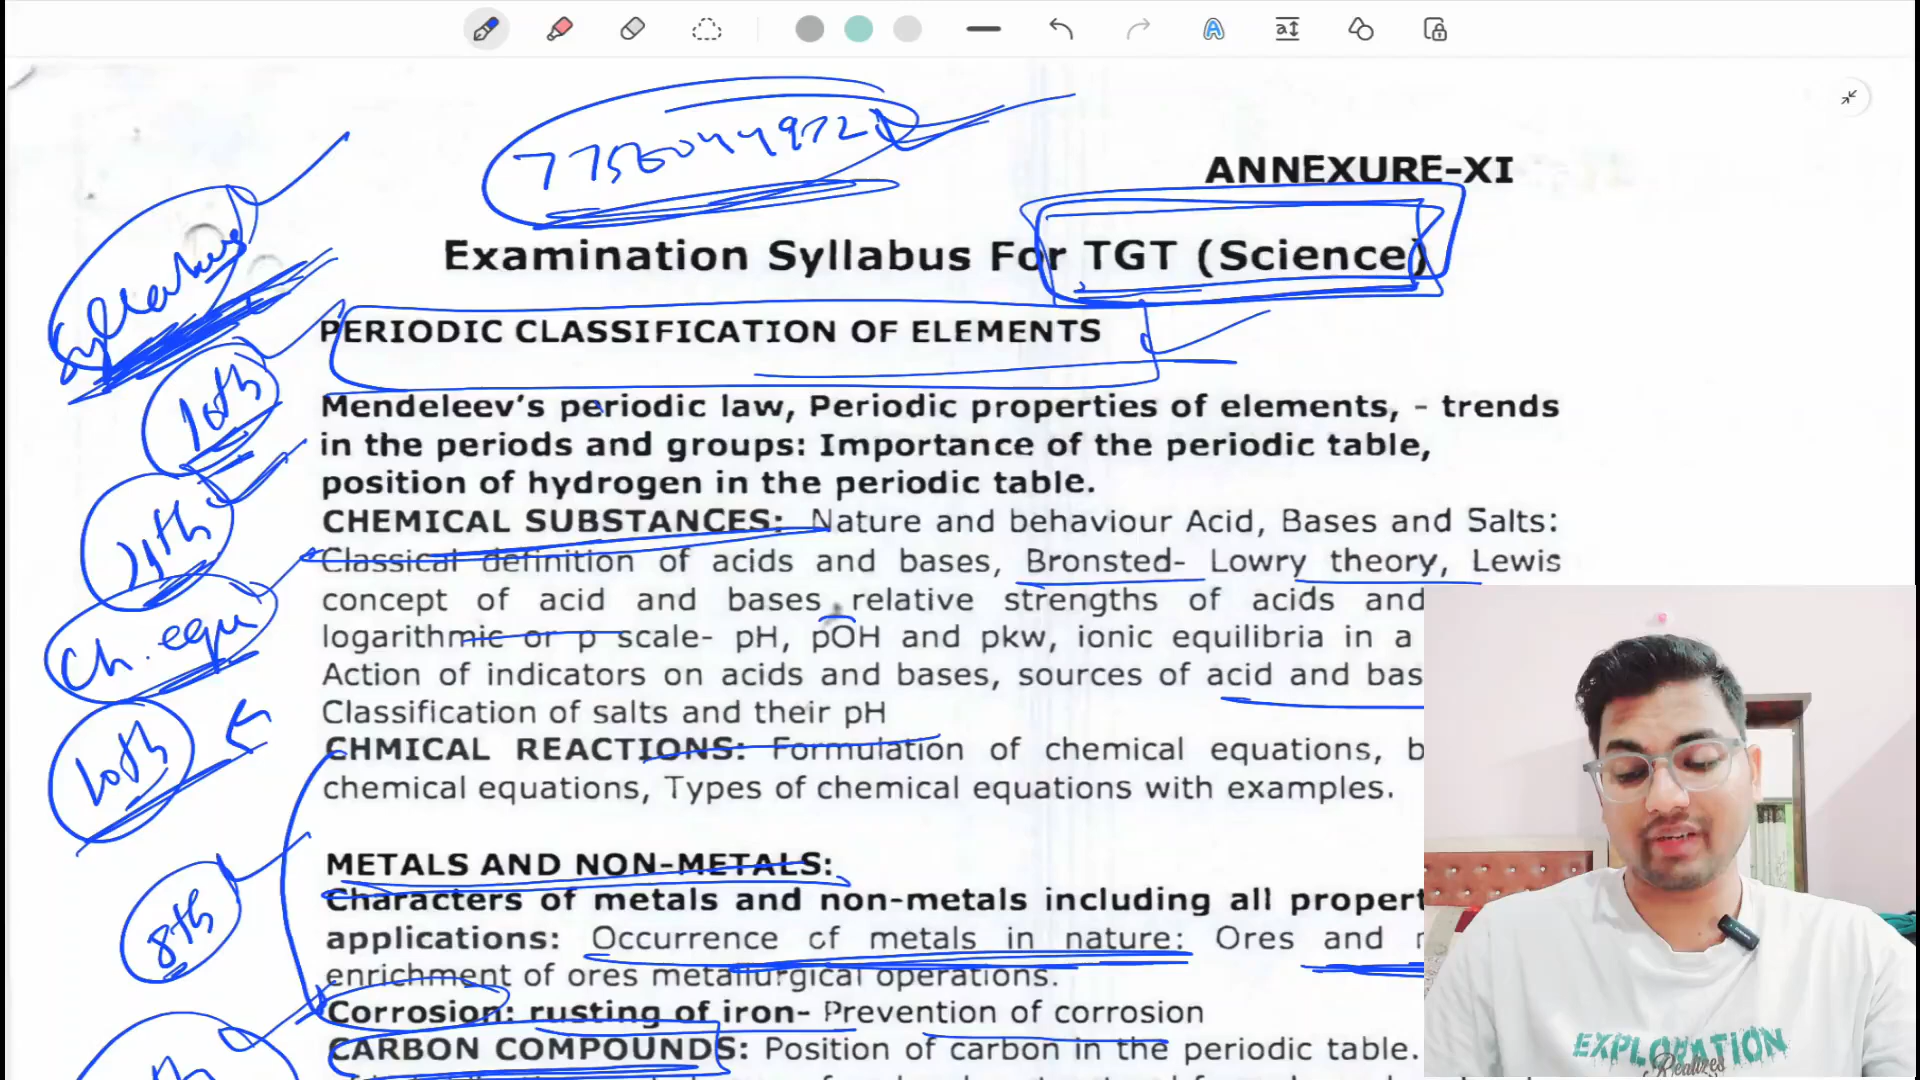 7756044972
ANNEXURE-XI
Syllabus
Examination Syllabus For TGT (Science)
PERIODIC CLASSIFICATION OF ELEMENTS
10th
Mendeleev's periodic law, Periodic properties of elements, - trends
in the periods and groups: Importance of the periodic table,
position of hydrogen in the periodic table.
CHEMICAL SUBSTANCES: Nature and behaviour Acid, Bases and Salts:
Classical definition of acids and bases, Bronsted- Lowry theory, Lewis
concept of acid and bases relative strengths of acids and
Ch. equ
logarithmic or p scale- pH, pOH and pkw, ionic equilibria in a
Action of indicators on acids and bases, sources of acid and bas
Classification of salts and their pH
10th
CHMICAL REACTIONS: Formulation of chemical equations, b
chemical equations, Types of chemical equations with examples.
METALS AND NON-METALS:
Characters of metals and non-metals including all propert
8th
applications: Occurrence of metals in nature: Ores and
enrichment of ores metallurgical operations.
Corrosion: rusting of iron- Prevention of corrosion
CARBON COMPOUNDS: Position of carbon in the periodic table.
EXPLORATION
Realizes